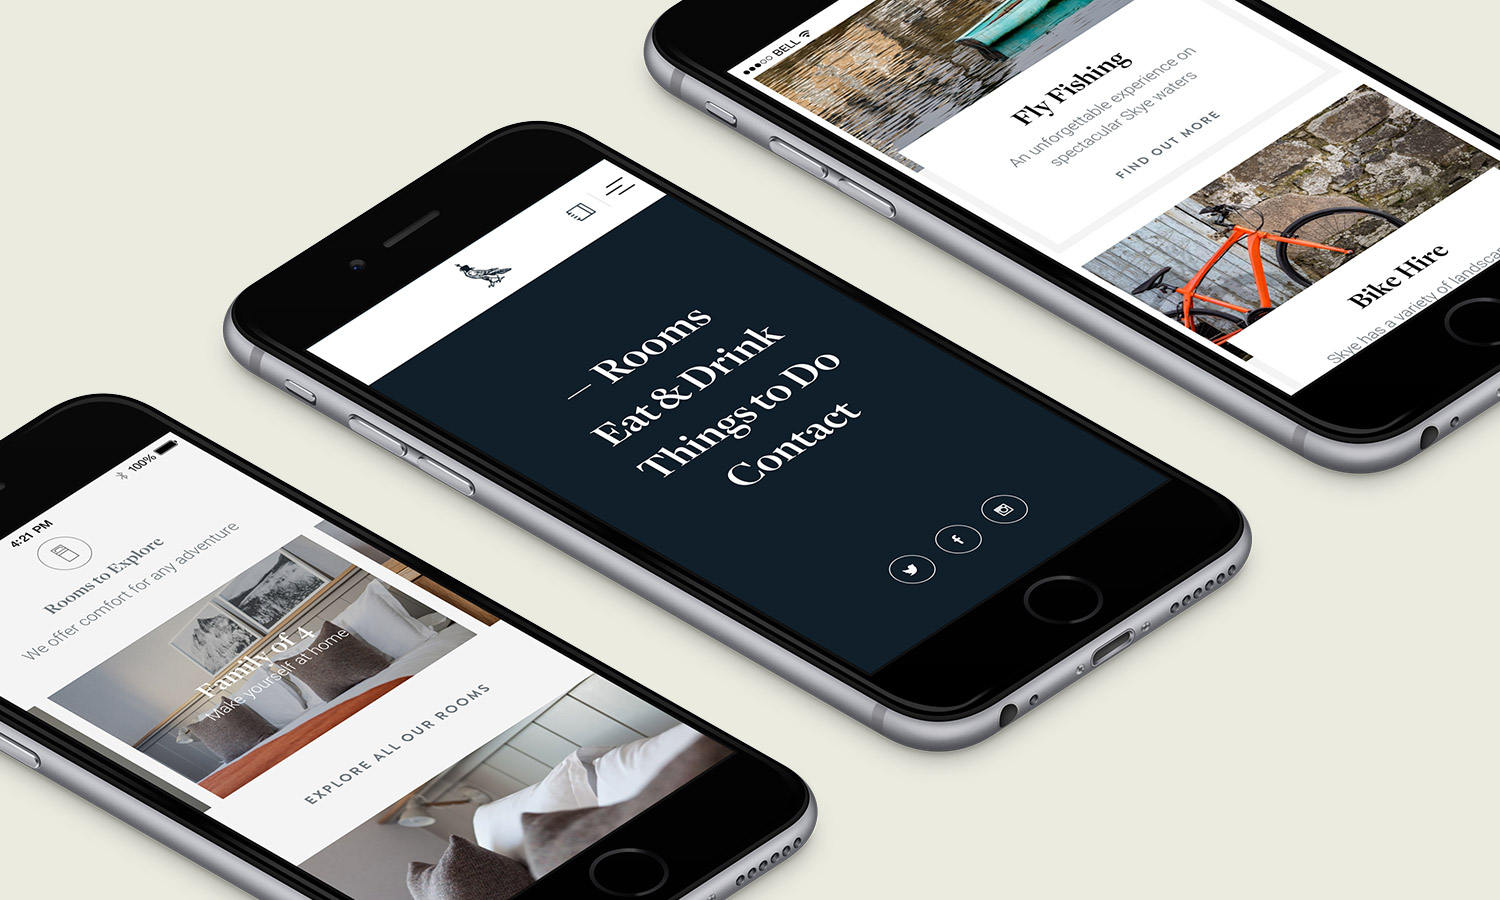 4:21 PM
100%
Rooms to Explore
We offer comfort for any adventure
Family of 4
Make yourself at home
EXPLORE ALL OUR ROOMS
Rooms
Eat & Drink
Things to Do
Contact
BELL
Fly Fishing
An unforgettable experience on
spectacular Skye waters
FIND OUT MORE
Bike Hire
Skye has a variety of